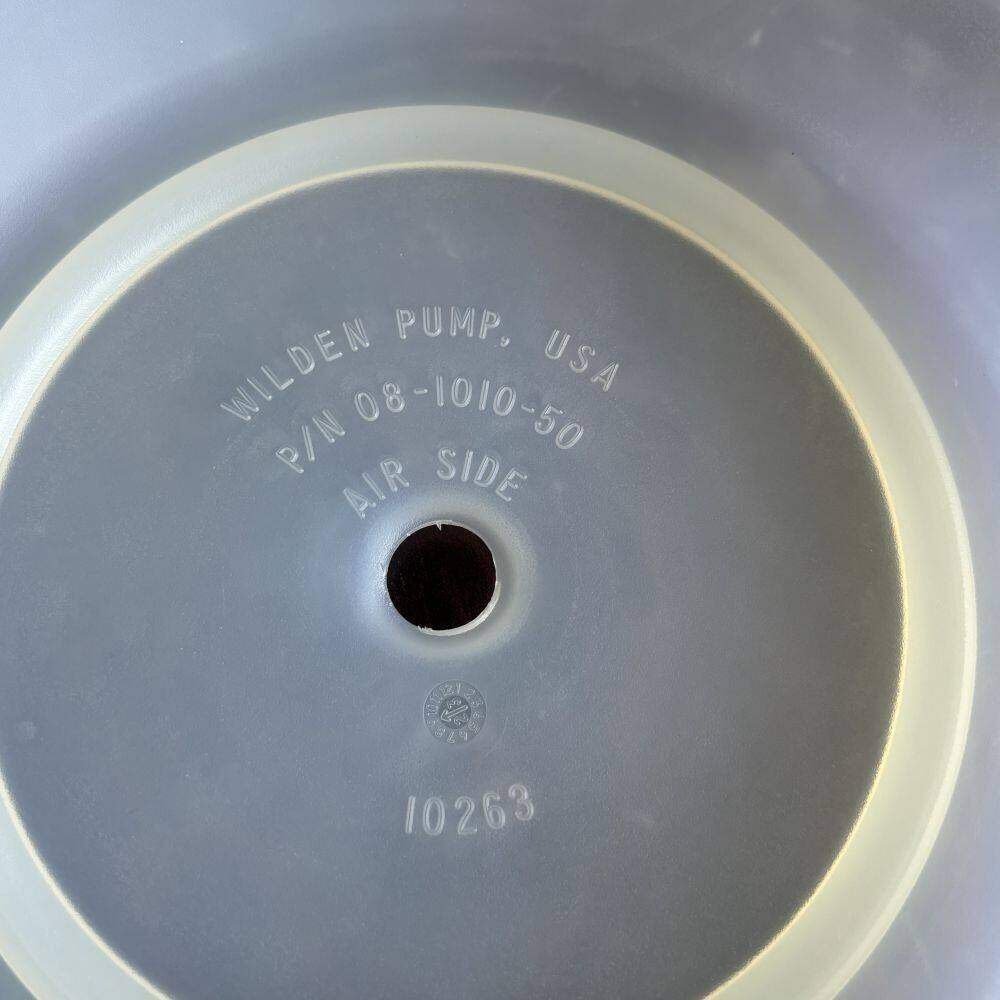 WILDEN PUMP, USA
P/N 08-1010-50
AIR SIDE
10263